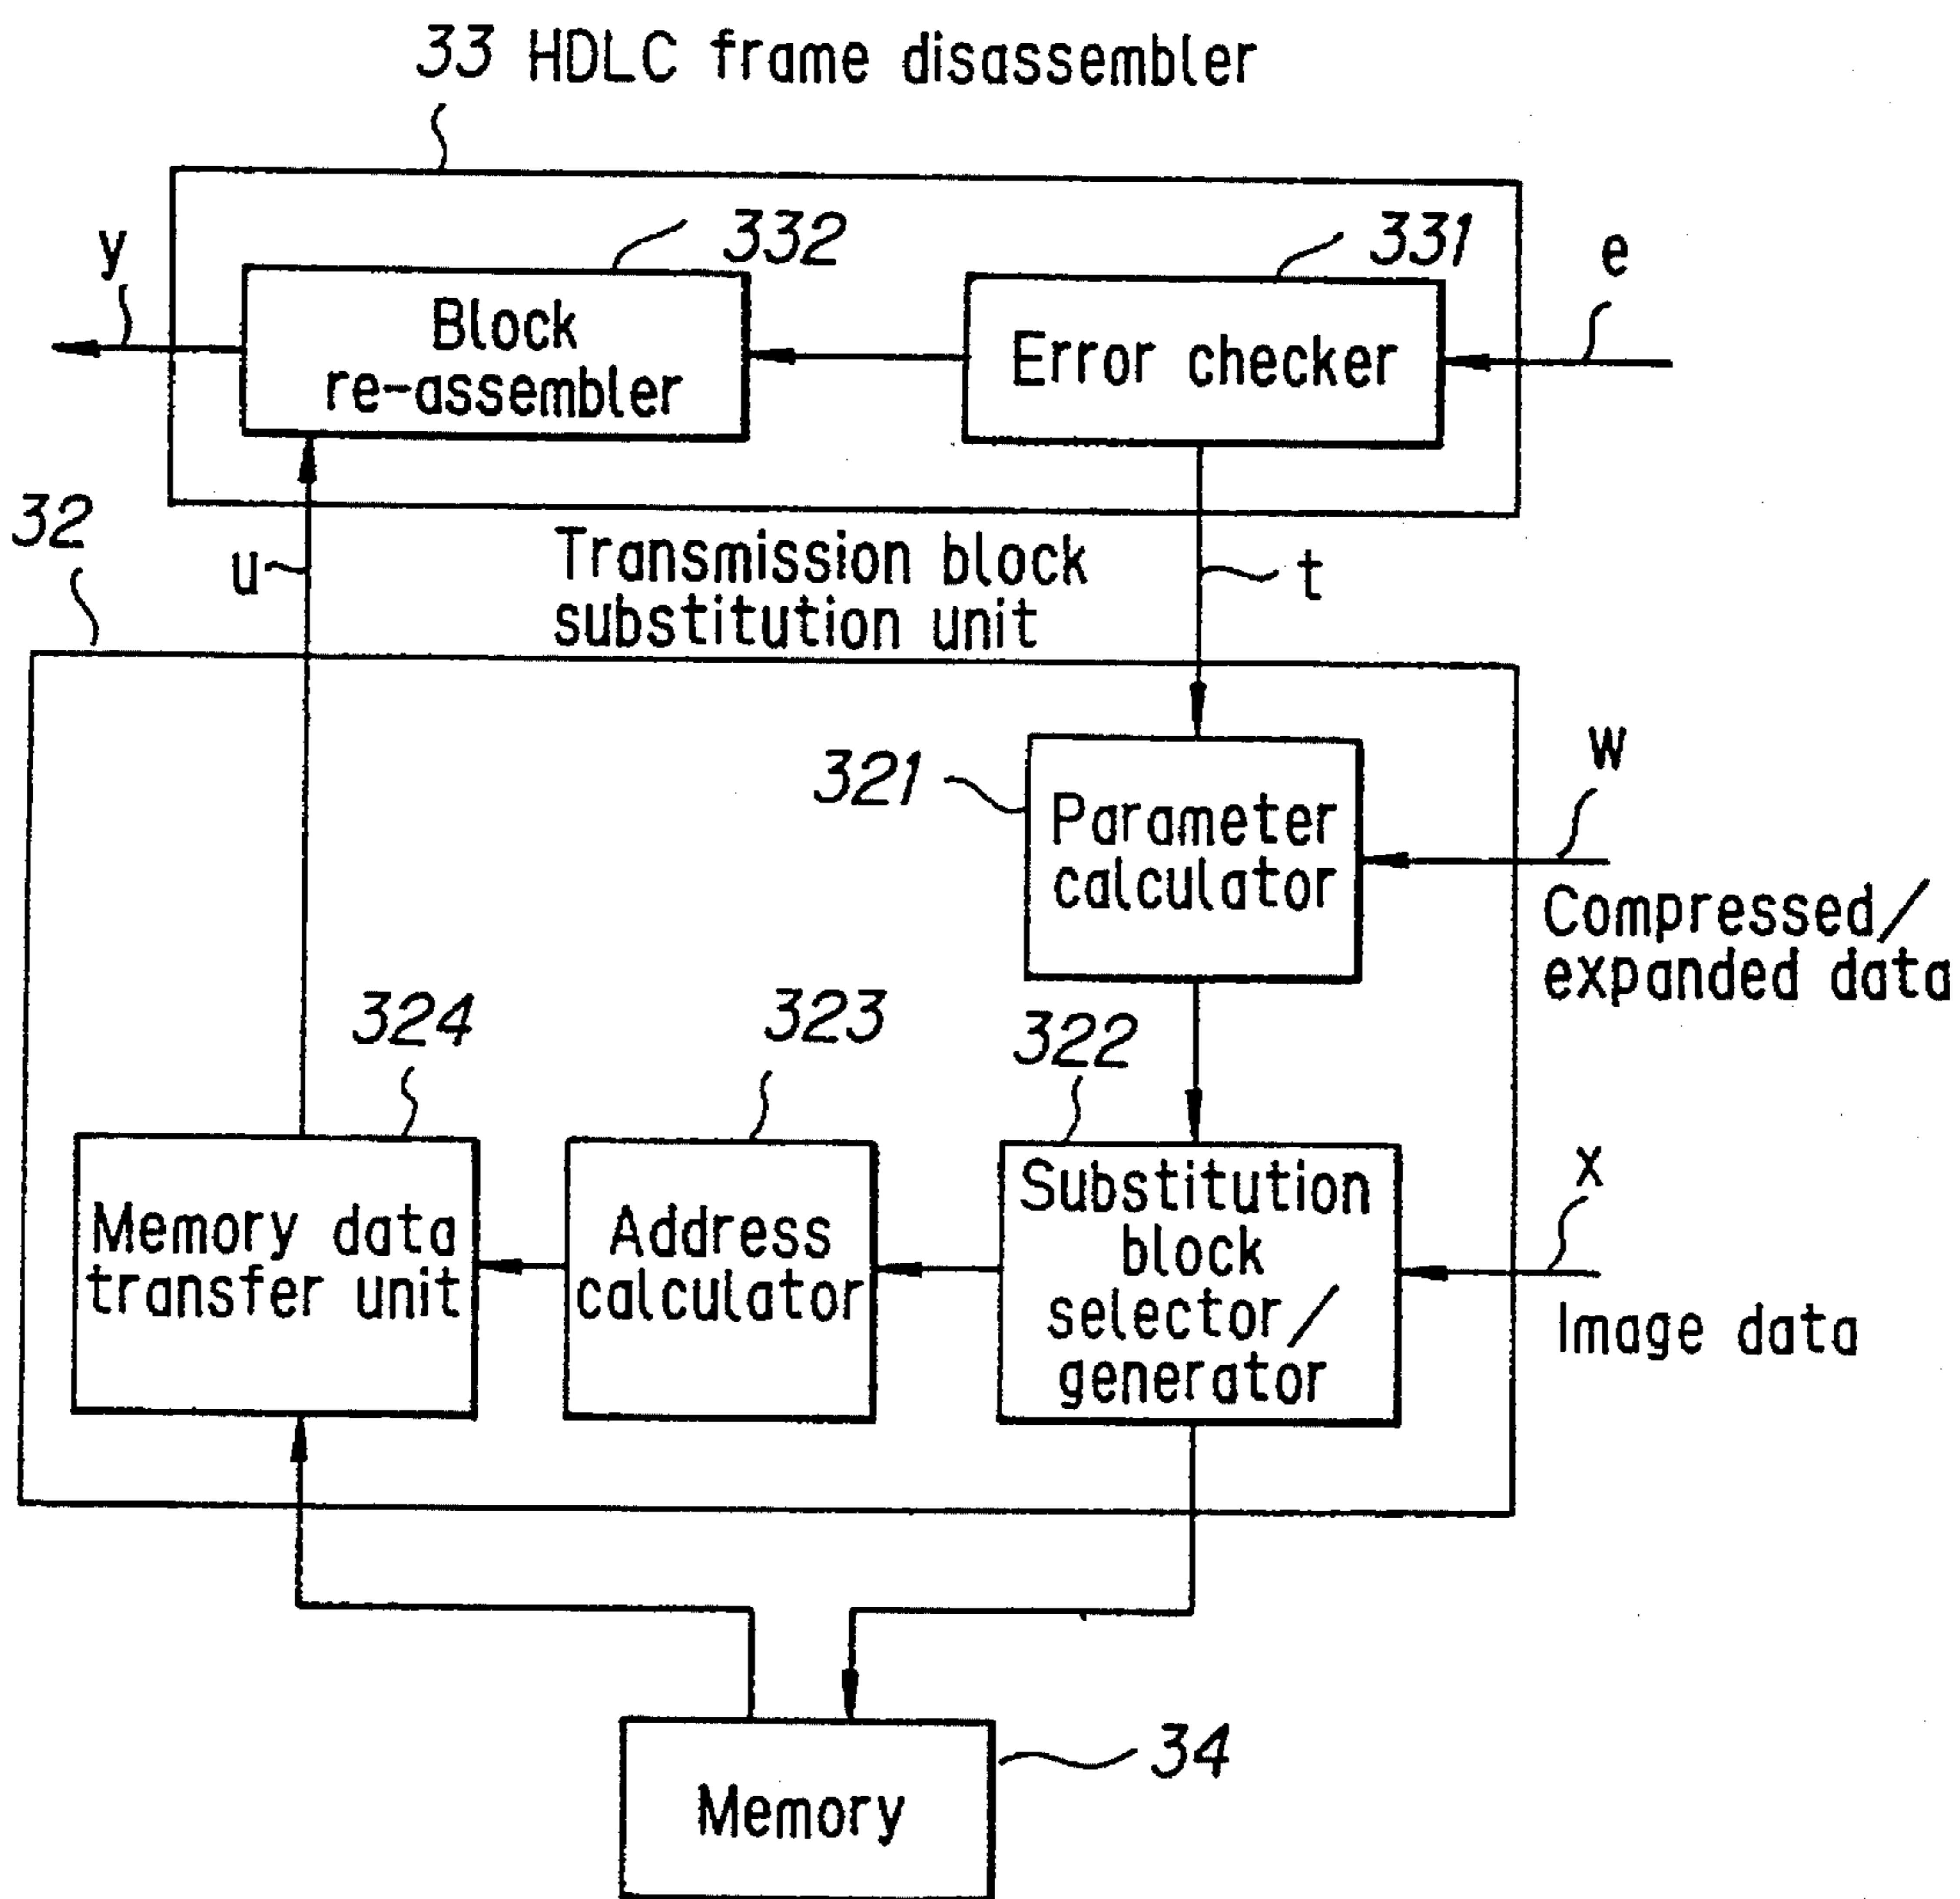 33 HDLC frame disassembler
y
332
331
e
Block
re-assembler
Error checker
32
u
Transmission block
substitution unit
t
321
Parameter
calculator
w
Compressed/
expanded data
324
323
322
Memory data
transfer unit
Address
calculator
Substitution
block
selector/
generator
x
Image data
Memory
34